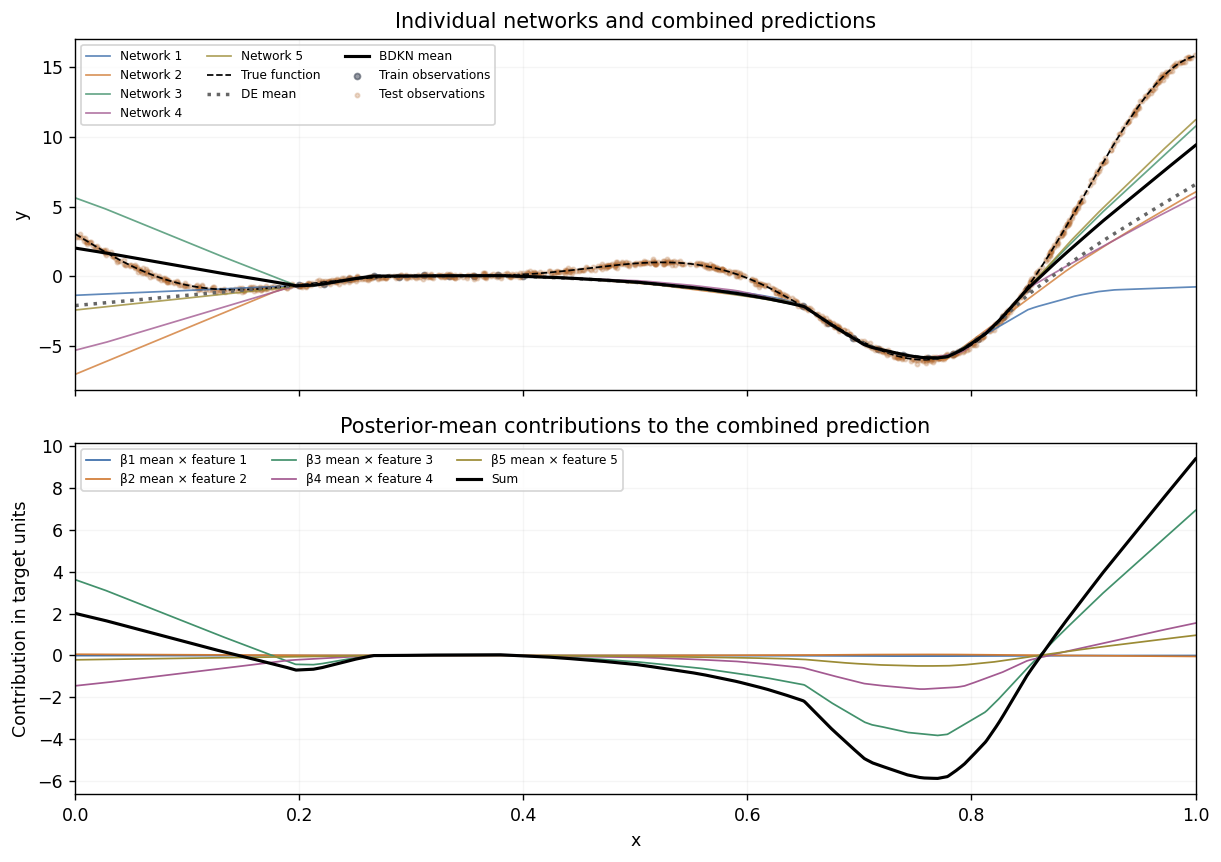 Individual networks and combined predictions
Network 1
Network 2
Network 3
Network 4
Network 5
True function
DE mean
BDKN mean
Train observations
Test observations
15
10
5
0
−5
y
Posterior-mean contributions to the combined prediction
β1 mean × feature 1
β2 mean × feature 2
β3 mean × feature 3
β4 mean × feature 4
β5 mean × feature 5
Sum
10
8
6
4
2
0
−2
−4
−6
Contribution in target units
0.0
0.2
0.4
0.6
0.8
1.0
x